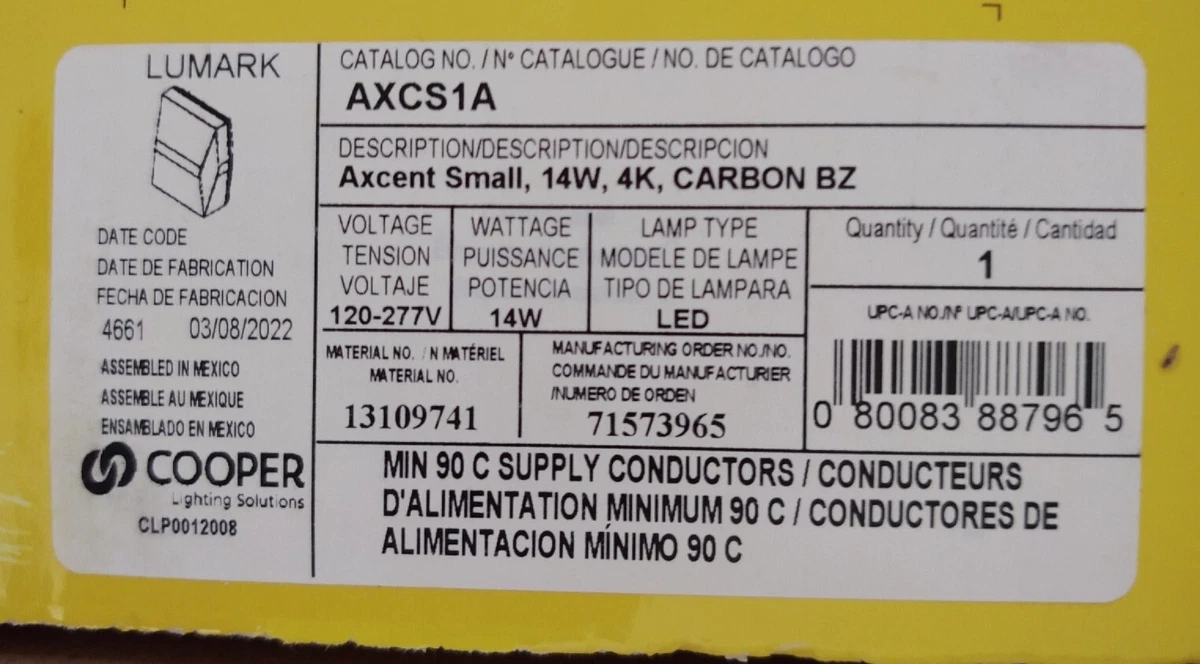 LUMARK
DATE CODE
DATE DE FABRICATION
FECHA DE FABRICACION
4661 03/08/2022
ASSEMBLED IN MEXICO
ASSEMBLE AU MEXIQUE
ENSAMBLADO EN MEXICO
COOPER
Lighting Solutions
CLP0012008
CATALOG NO. / N° CATALOGUE / NO. DE CATALOGO
AXCS1A
DESCRIPTION/DESCRIPTION/DESCRIPCION
Axcent Small, 14W, 4K, CARBON BZ
VOLTAGE
TENSION
VOLTAJE
120-277V
WATTAGE
PUISSANCE
POTENCIA
14W
LAMP TYPE
MODELE DE LAMPE
TIPO DE LAMPARA
LED
Quantity / Quantité / Cantidad
1
UPC-A NO./Nº UPC-A/UPC-A NO.
0 80083 88796 5
MATERIAL NO. / N MATÉRIEL
MATERIAL NO.
13109741
MANUFACTURING ORDER NO./NO.
COMMANDE DU MANUFACTURIER
/NUMERO DE ORDEN
71573965
MIN 90 C SUPPLY CONDUCTORS / CONDUCTEURS
D'ALIMENTATION MINIMUM 90 C / CONDUCTORES DE
ALIMENTACION MÍNIMO 90 C